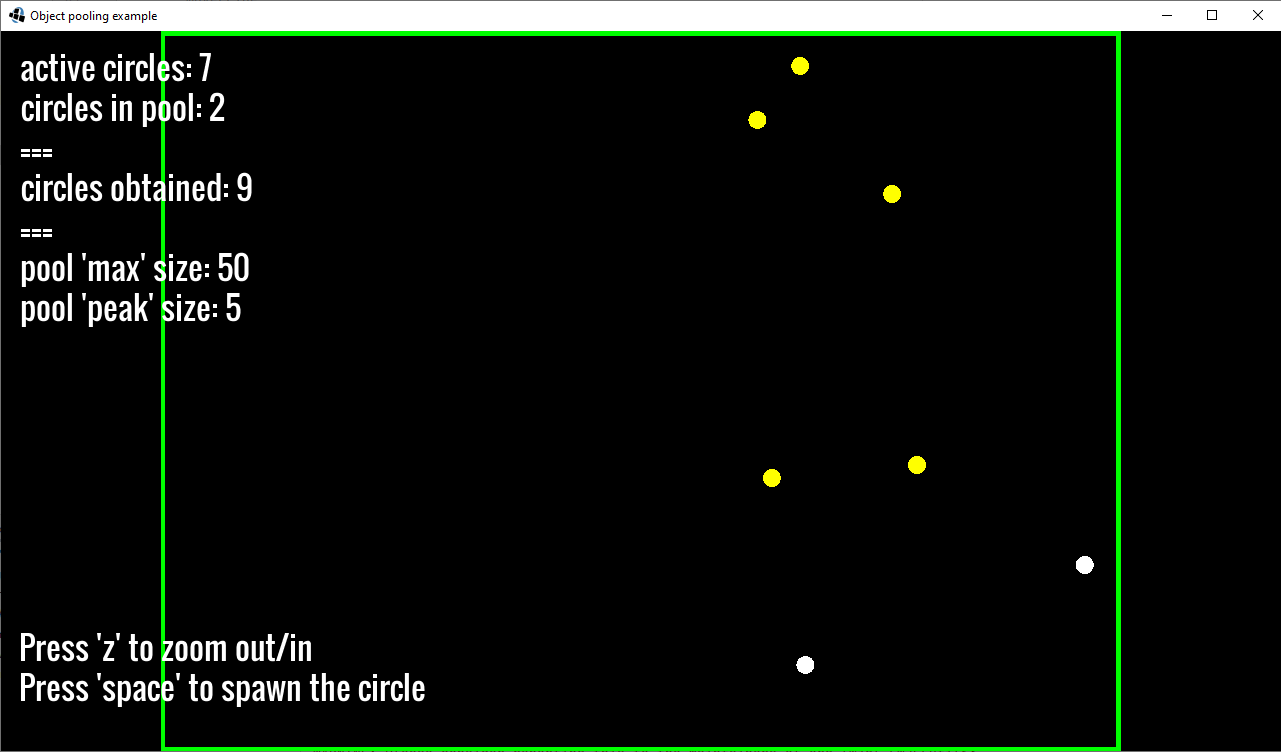 Object pooling example
active circles: 7
circles in pool: 2
===
circles obtained: 9
===
pool 'max' size: 50
pool 'peak' size: 5
Press 'z' to zoom out/in
Press 'space' to spawn the circle